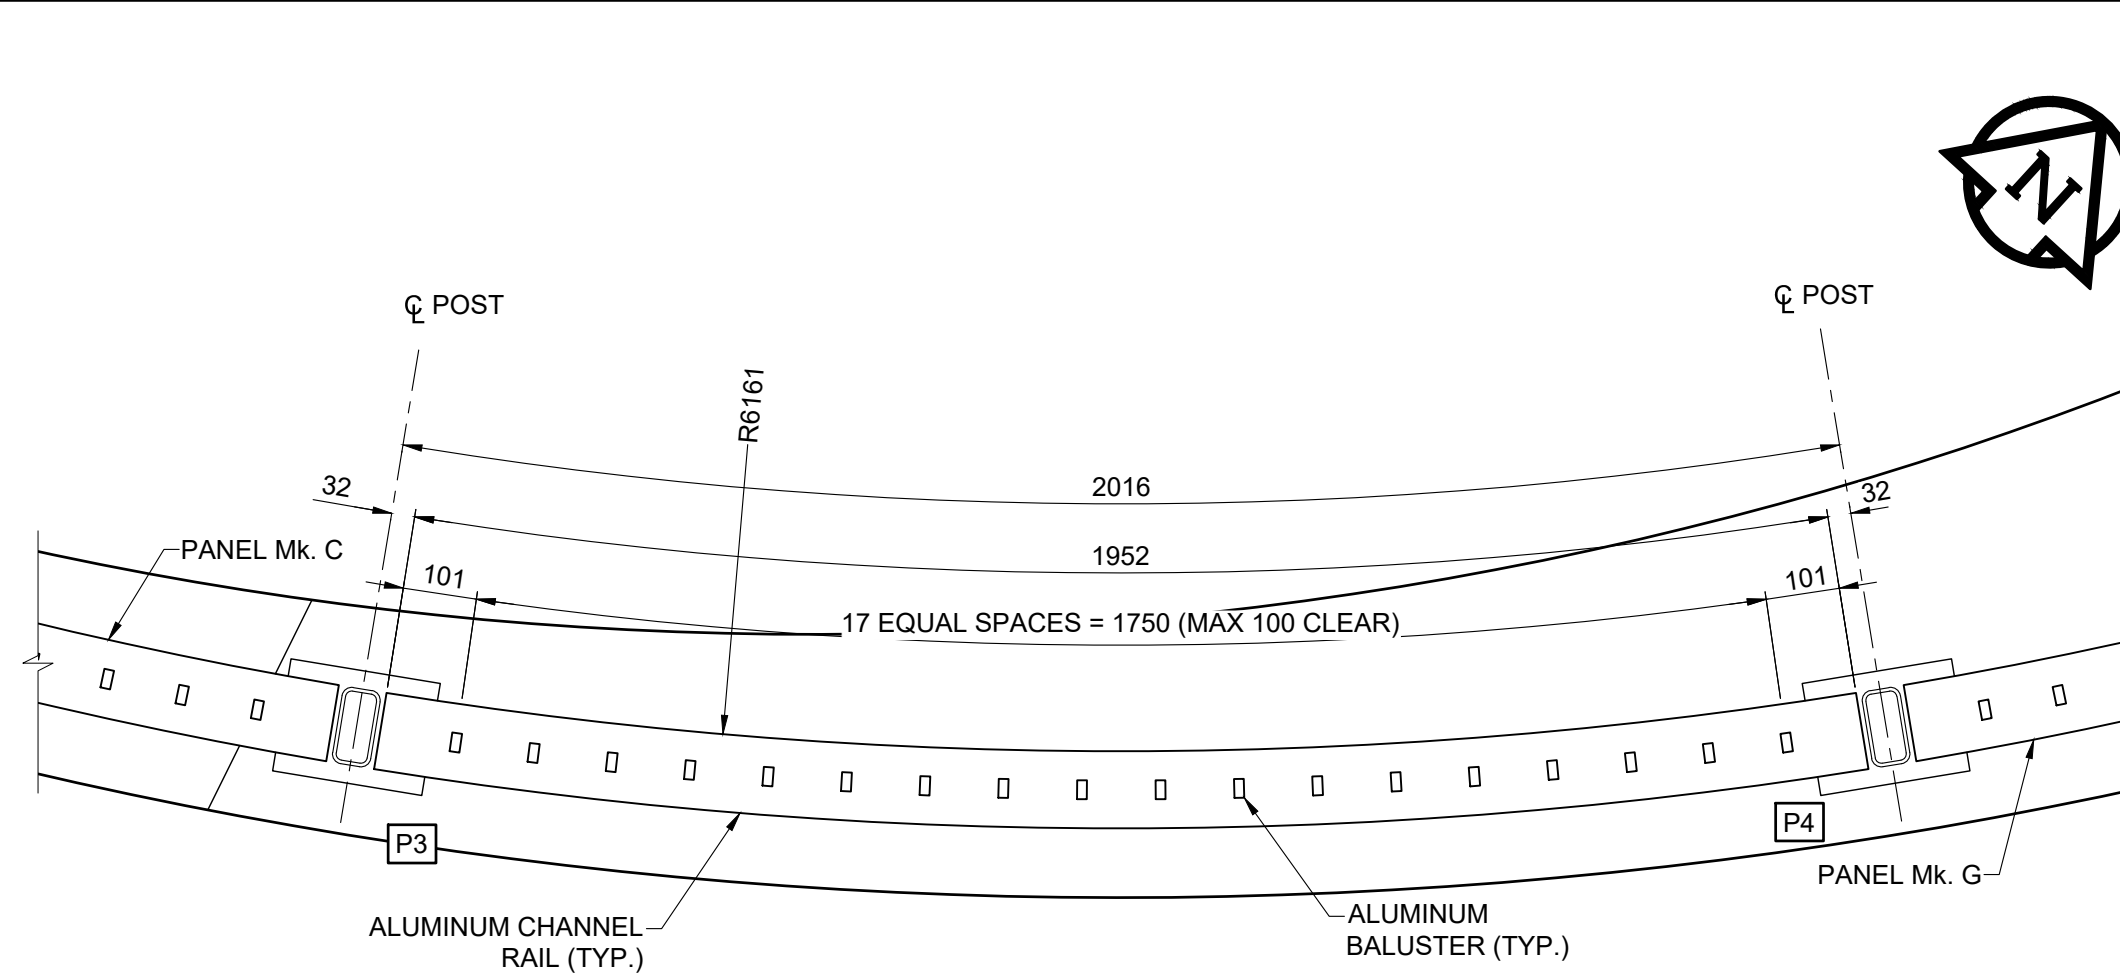 N
℄ POST
℄ POST
R6161
2016
32
32
1952
PANEL Mk. C
101
101
17 EQUAL SPACES = 1750 (MAX 100 CLEAR)
P3
P4
PANEL Mk. G
ALUMINUM CHANNEL
RAIL (TYP.)
ALUMINUM
BALUSTER (TYP.)